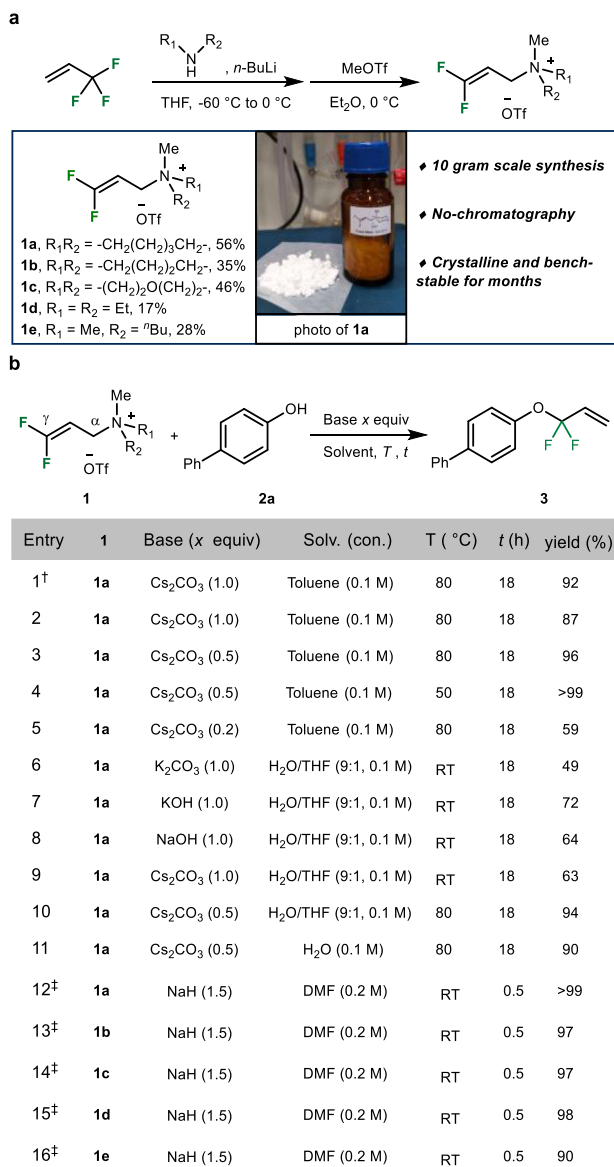 a
R₁ N R₂
H
, n-BuLi
MeOTf
THF, -60 °C to 0 °C
Et₂O, 0 °C
F F F
F F
Me
N + R₁
R₂
− OTf
F F
Me
N + R₁
R₂
− OTf
1a, R₁R₂ = -CH₂(CH₂)₃CH₂-, 56%
1b, R₁R₂ = -CH₂(CH₂)₂CH₂-, 35%
1c, R₁R₂ = -(CH₂)₂O(CH₂)₂-, 46%
1d, R₁ = R₂ = Et, 17%
1e, R₁ = Me, R₂ = ⁿBu, 28%
photo of 1a
♦ 10 gram scale synthesis
♦ No-chromatography
♦ Crystalline and bench-
stable for months
b
F F
γ α
Me
N + R₁
R₂
− OTf
+
OH
Ph
Base x equiv
Solvent, T , t
O
F F
Ph
1 2a 3
Entry 1 Base (x equiv) Solv. (con.) T ( °C) t (h) yield (%)
1† 1a Cs₂CO₃ (1.0) Toluene (0.1 M) 80 18 92
2 1a Cs₂CO₃ (1.0) Toluene (0.1 M) 80 18 87
3 1a Cs₂CO₃ (0.5) Toluene (0.1 M) 80 18 96
4 1a Cs₂CO₃ (0.5) Toluene (0.1 M) 50 18 >99
5 1a Cs₂CO₃ (0.2) Toluene (0.1 M) 80 18 59
6 1a K₂CO₃ (1.0) H₂O/THF (9:1, 0.1 M) RT 18 49
7 1a KOH (1.0) H₂O/THF (9:1, 0.1 M) RT 18 72
8 1a NaOH (1.0) H₂O/THF (9:1, 0.1 M) RT 18 64
9 1a Cs₂CO₃ (1.0) H₂O/THF (9:1, 0.1 M) RT 18 63
10 1a Cs₂CO₃ (0.5) H₂O/THF (9:1, 0.1 M) 80 18 94
11 1a Cs₂CO₃ (0.5) H₂O (0.1 M) 80 18 90
12‡ 1a NaH (1.5) DMF (0.2 M) RT 0.5 >99
13‡ 1b NaH (1.5) DMF (0.2 M) RT 0.5 97
14‡ 1c NaH (1.5) DMF (0.2 M) RT 0.5 97
15‡ 1d NaH (1.5) DMF (0.2 M) RT 0.5 98
16‡ 1e NaH (1.5) DMF (0.2 M) RT 0.5 90